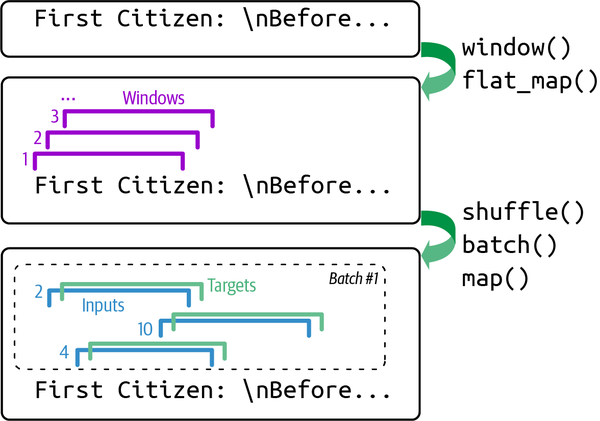 First Citizen: \nBefore...
window()
flat_map()
... Windows
3
2
1
First Citizen: \nBefore...
shuffle()
batch()
map()
Batch #1
2 Targets
Inputs
10
4
First Citizen: \nBefore...